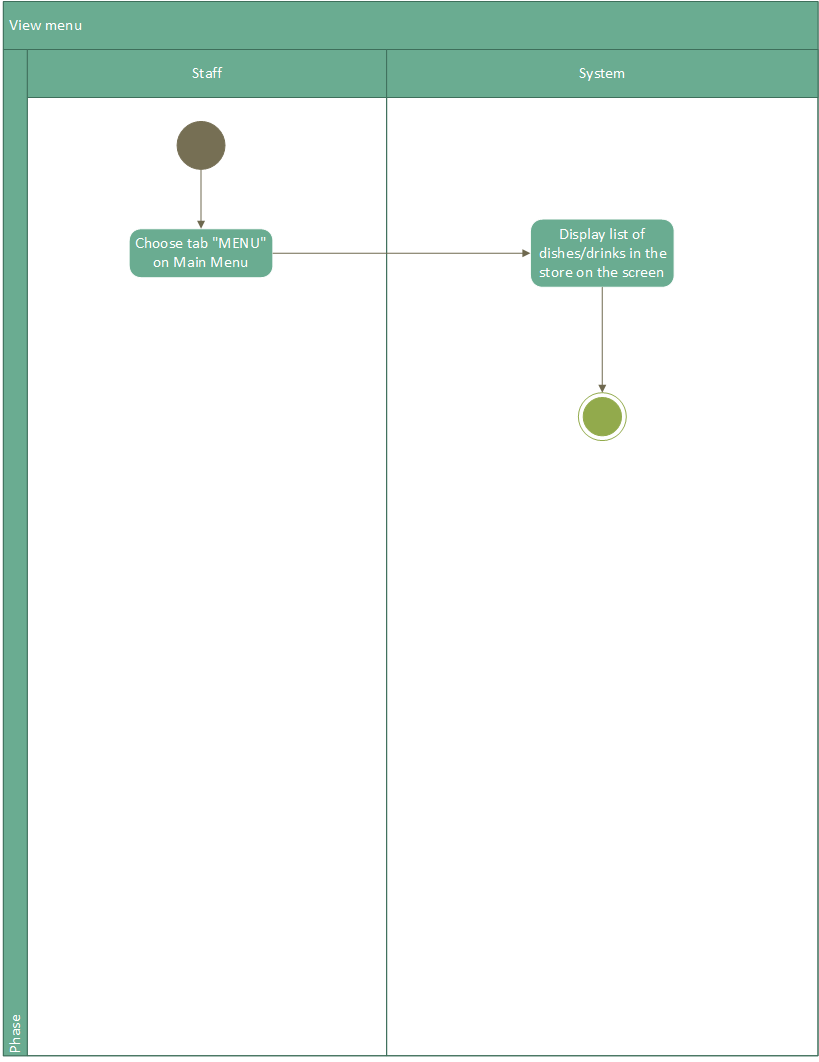 View menu
Staff
System
Choose tab "MENU"
on Main Menu
Display list of
dishes/drinks in the
store on the screen
Phase